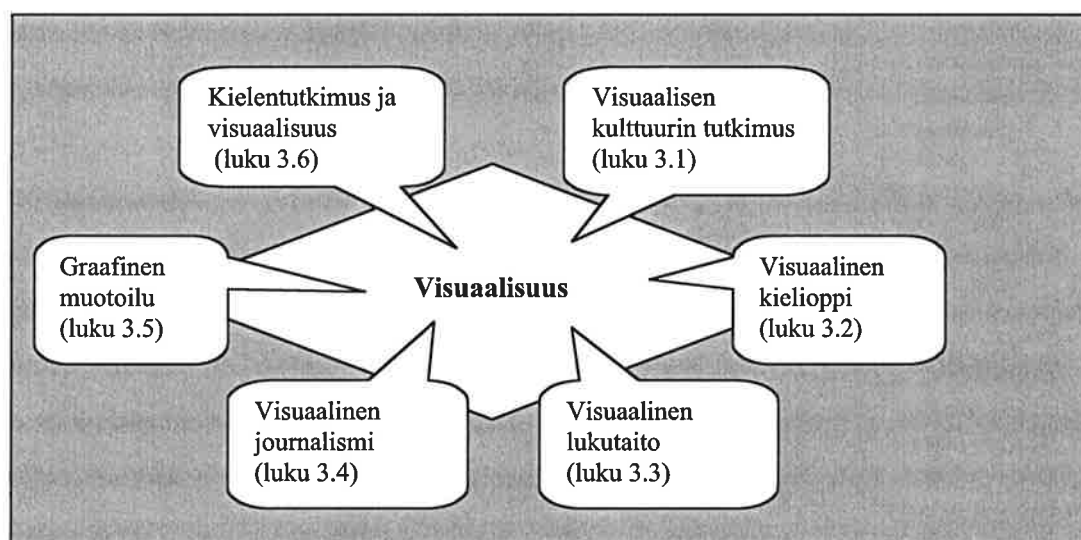 Kielentutkimus ja
visuaalisuus
(luku 3.6)
Visuaalisen
kulttuurin tutkimus
(luku 3.1)
Graafinen
muotoilu
(luku 3.5)
Visuaalisuus
Visuaalinen
kielioppi
(luku 3.2)
Visuaalinen
journalismi
(luku 3.4)
Visuaalinen
lukutaito
(luku 3.3)